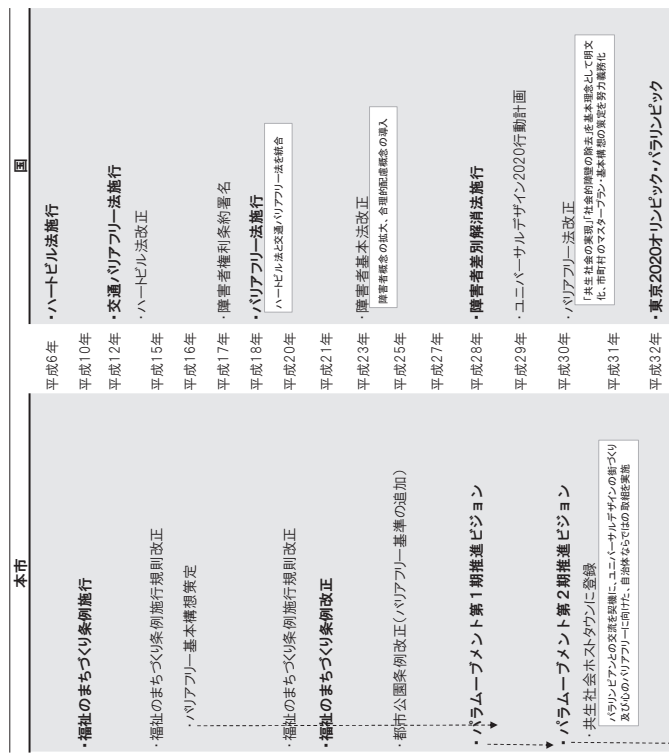 本市
国
平成6年
・ハートビル法施行
・福祉のまちづくり条例施行
平成10年
平成12年
・交通バリアフリー法施行
・福祉のまちづくり条例施行規則改正
平成15年
・ハートビル法改正
・バリアフリー基本構想策定
平成16年
平成17年
・障害者権利条約署名
平成18年
・バリアフリー法施行
ハートビル法と交通バリアフリー法を統合
・福祉のまちづくり条例施行規則改正
平成20年
・福祉のまちづくり条例改正
平成21年
平成23年
・障害者基本法改正
障害者概念の拡大、合理的配慮概念の導入
・都市公園条例改正(バリアフリー基準の追加)
平成25年
平成27年
・パラムーブメント第1期推進ビジョン
平成28年
・障害者差別解消法施行
平成29年
・ユニバーサルデザイン2020行動計画
・パラムーブメント第2期推進ビジョン
平成30年
・バリアフリー法改正
・共生社会ホストタウンに登録
パラリンピアンとの交流を契機に、ユニバーサルデザインの街づくり
及び心のバリアフリーに向けた、自治体ならではの取組を実施
「共生社会の実現」「社会的障壁の除去」を基本理念として明文
化、市町村のマスタープラン・基本構想の策定を努力義務化
平成31年
平成32年
・東京2020オリンピック・パラリンピック